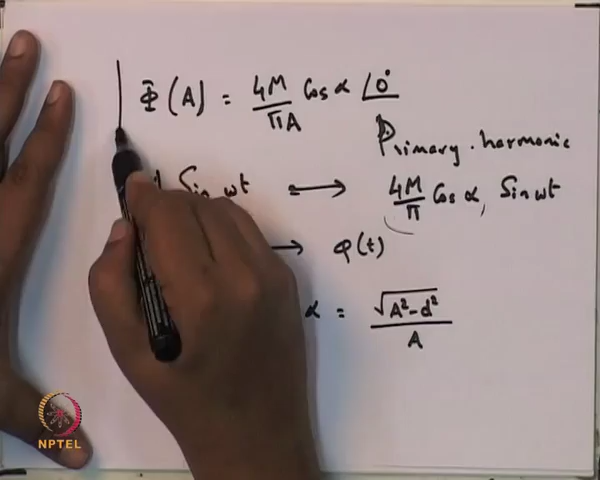 Φ̄(A) = 4M/πA Cos α ∠0°
Primary harmonic
Sin ωt ⟷ 4M/π Cos α, Sin ωt
→ φ(t)
α = √(A²-d²)/A
NPTEL